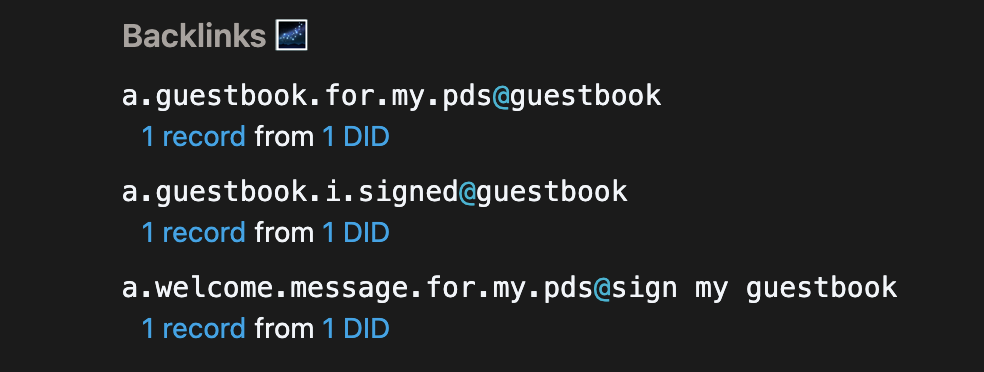 Backlinks 🌌
a.guestbook.for.my.pds@guestbook
1 record from 1 DID
a.guestbook.i.signed@guestbook
1 record from 1 DID
a.welcome.message.for.my.pds@sign my guestbook
1 record from 1 DID